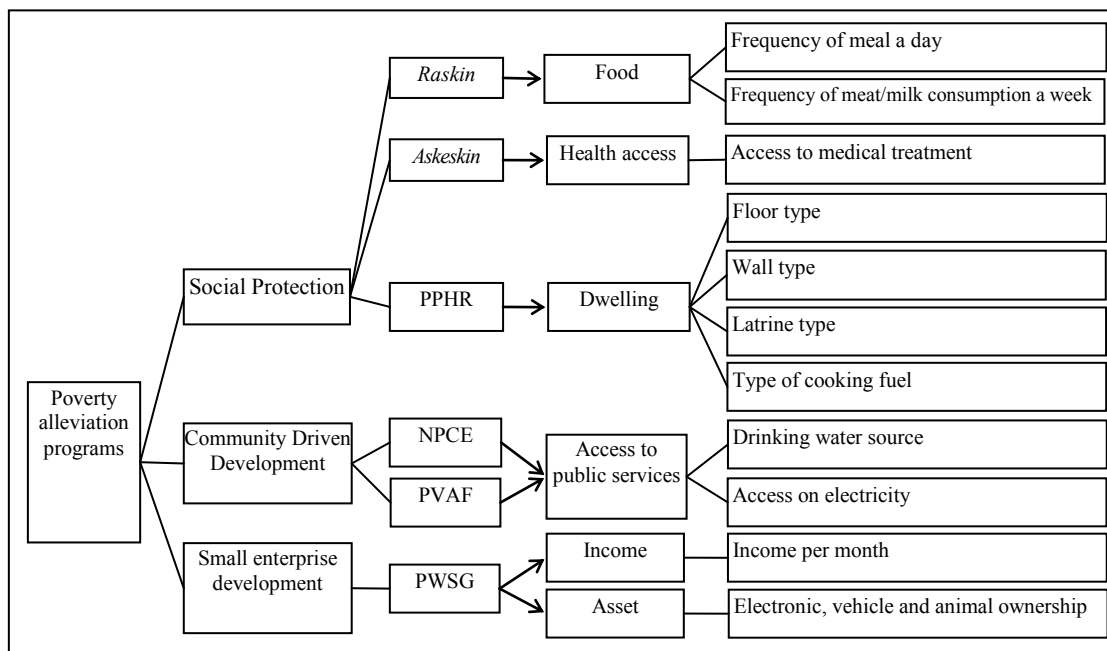 Poverty
alleviation
programs
Social Protection
Community Driven
Development
Small enterprise
development
Raskin
Askeskin
PPHR
NPCE
PVAF
PWSG
Food
Health access
Dwelling
Access to
public services
Income
Asset
Frequency of meal a day
Frequency of meat/milk consumption a week
Access to medical treatment
Floor type
Wall type
Latrine type
Type of cooking fuel
Drinking water source
Access on electricity
Income per month
Electronic, vehicle and animal ownership